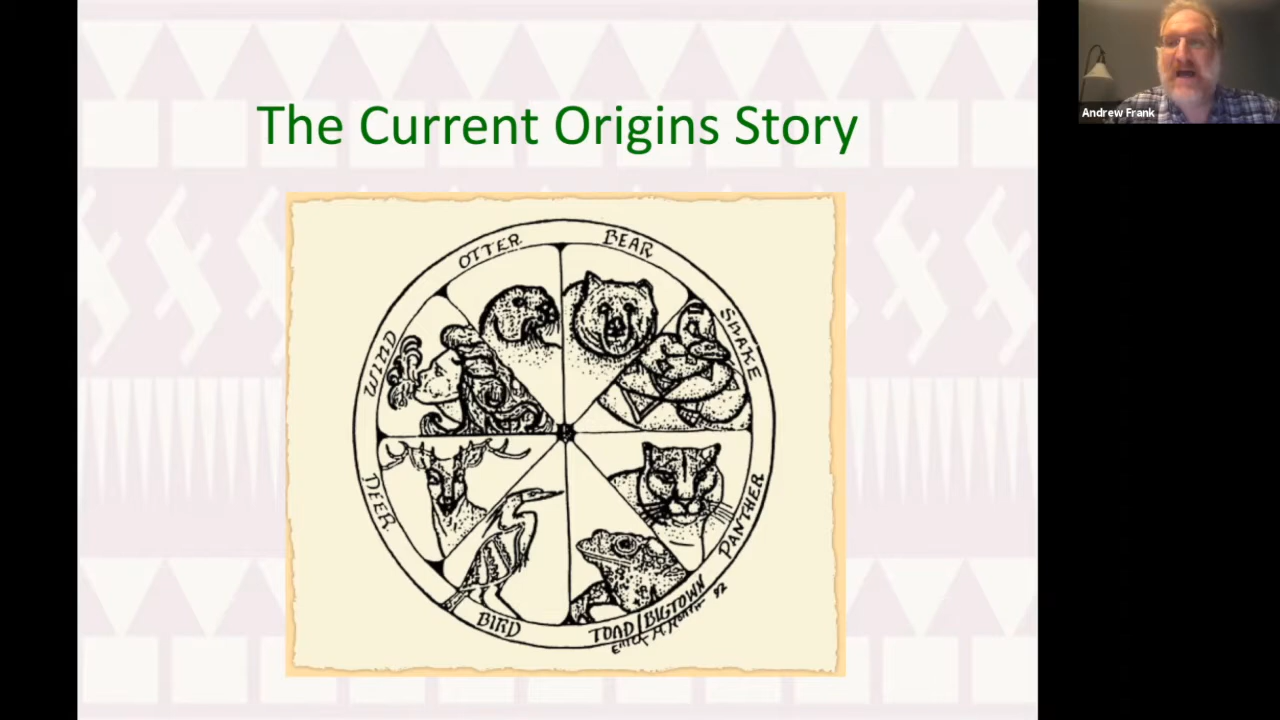 The Current Origins Story
Andrew Frank
OTTER
BEAR
SNAKE
PANTHER
TOAD/BIGTOWN
BIRD
DEER
WIND